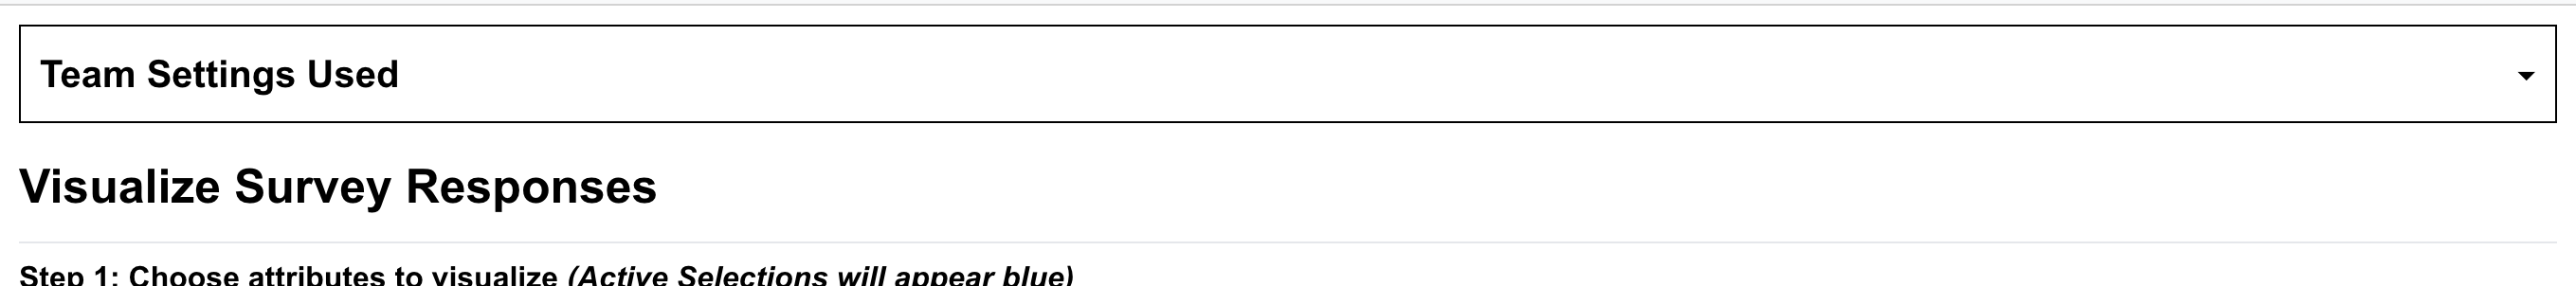 Team Settings Used
Visualize Survey Responses
Step 1: Choose attributes to visualize (Active Selections will appear blue)